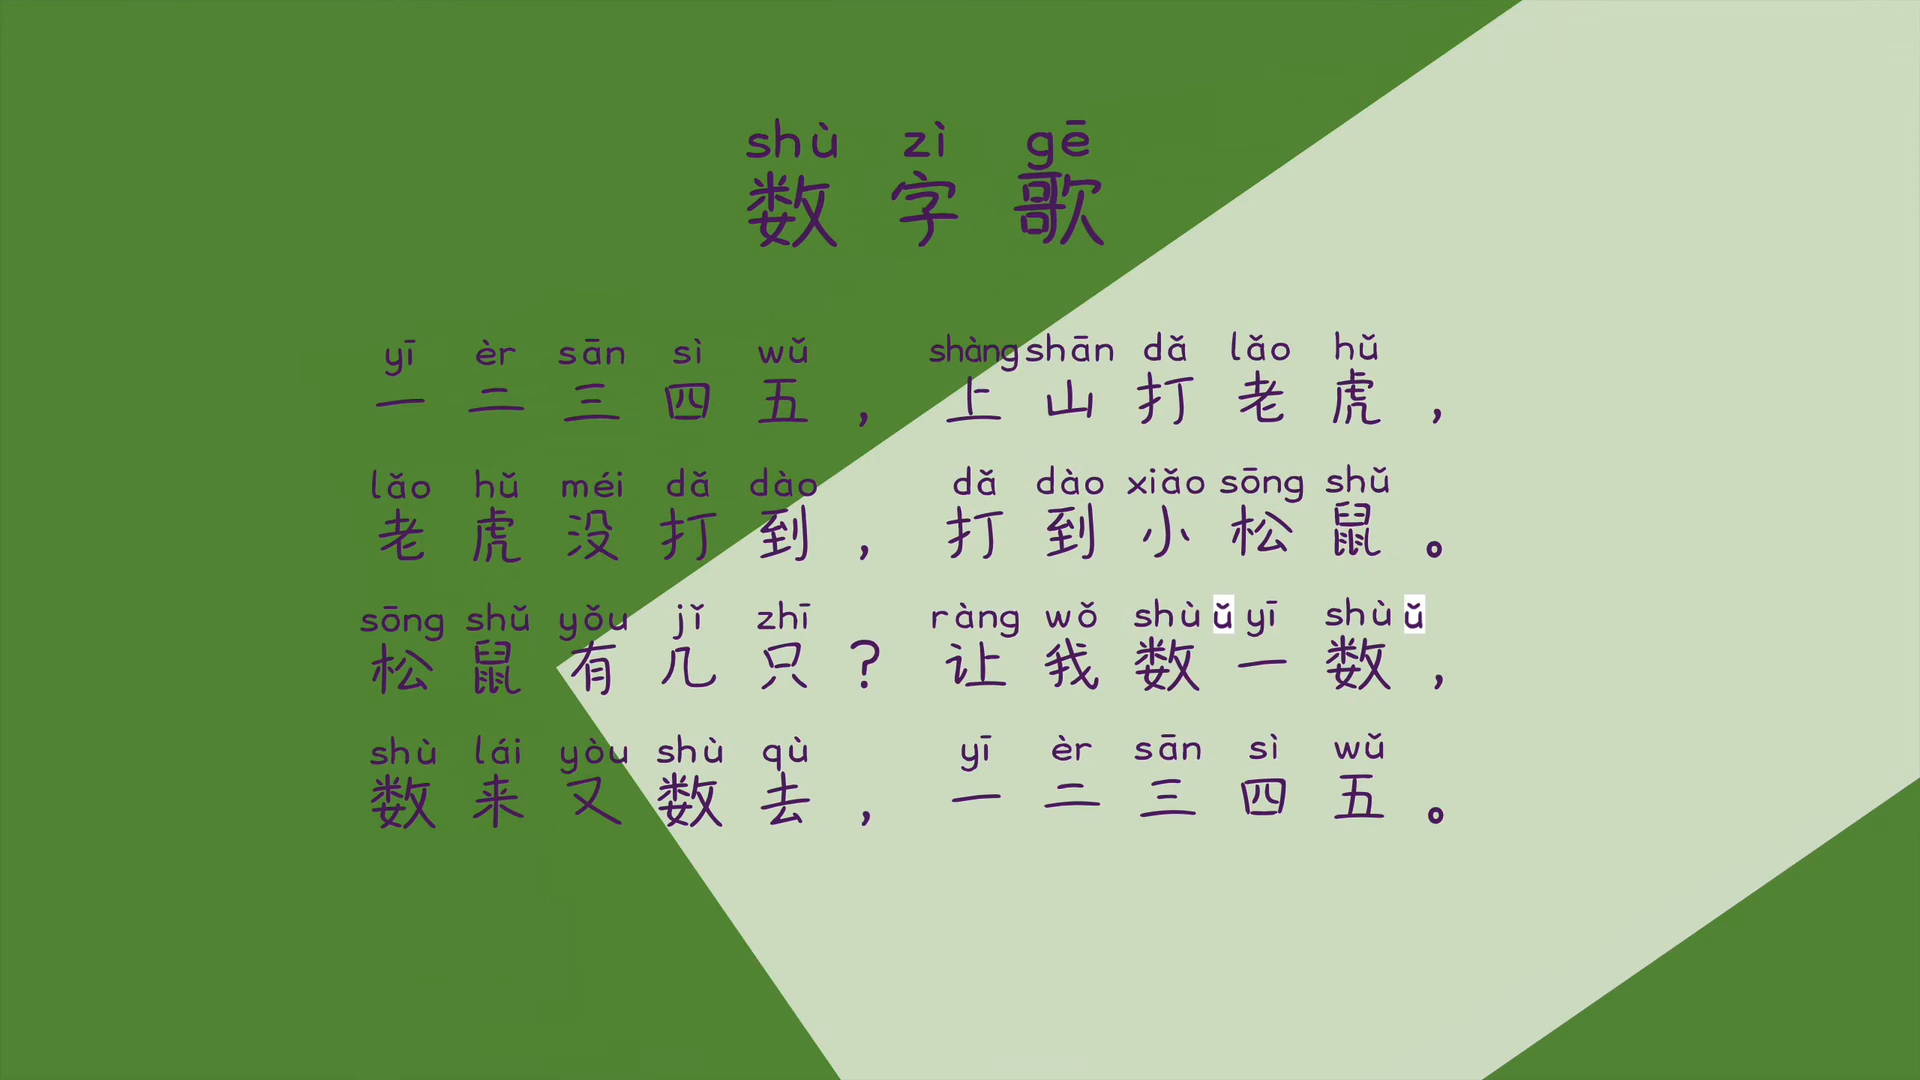 shù zì gē
数字歌
yī èr sān sì wǔ shàng shān dǎ lǎo hǔ
一二三四五，上山打老虎，
lǎo hǔ méi dǎ dào dǎ dào xiǎo sōng shǔ
老虎没打到，打到小松鼠。
sōng shǔ yǒu jǐ zhī ràng wǒ shù ǔ yī shù ǔ
松鼠有几只？让我数一数，
shù lái yòu shù qù yī èr sān sì wǔ
数来又数去，一二三四五。